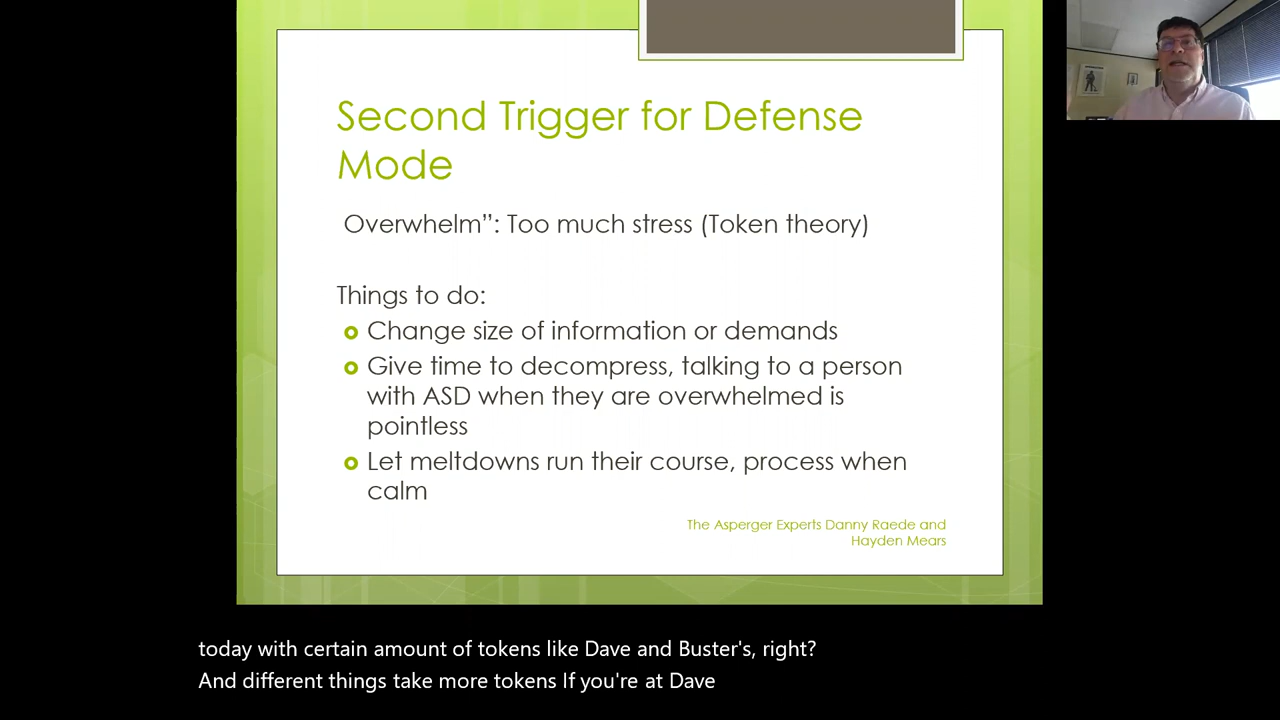 Second Trigger for Defense
Mode
Overwhelm”: Too much stress (Token theory)
Things to do:
Change size of information or demands
Give time to decompress, talking to a person
with ASD when they are overwhelmed is
pointless
Let meltdowns run their course, process when
calm
The Asperger Experts Danny Raede and
Hayden Mears
today with certain amount of tokens like Dave and Buster's, right?
And different things take more tokens If you're at Dave